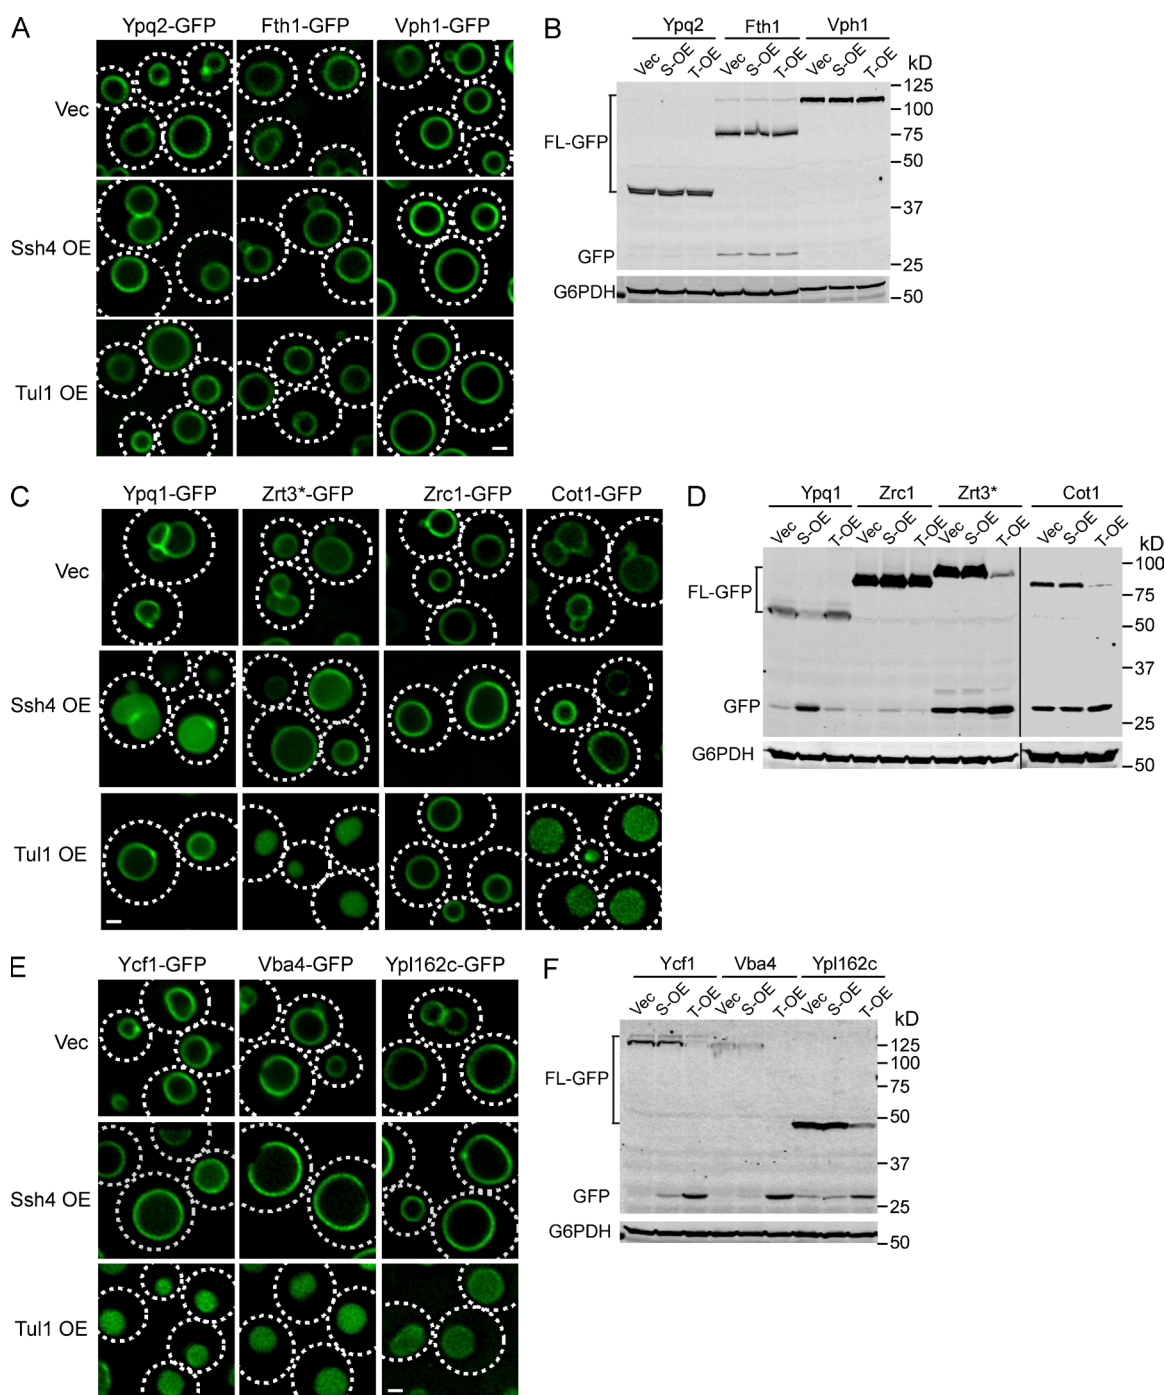 A
Ypq2-GFP Fth1-GFP Vph1-GFP
Vec
Ssh4 OE
Tul1 OE
B
Ypq2 Fth1 Vph1
Vec S-OE T-OE Vec S-OE T-OE Vec S-OE T-OE
kD
FL-GFP
125
100
75
50
37
GFP
25
G6PDH
50
C
Ypq1-GFP Zrt3*-GFP Zrc1-GFP Cot1-GFP
Vec
Ssh4 OE
Tul1 OE
D
Ypq1 Zrc1 Zrt3* Cot1
Vec S-OE T-OE Vec S-OE T-OE Vec S-OE T-OE Vec S-OE T-OE
kD
FL-GFP
100
75
50
37
GFP
25
G6PDH
50
E
Ycf1-GFP Vba4-GFP Ypl162c-GFP
Vec
Ssh4 OE
Tul1 OE
F
Ycf1 Vba4 Ypl162c
Vec S-OE T-OE Vec S-OE T-OE Vec S-OE T-OE
kD
FL-GFP
125
100
75
50
37
GFP
25
G6PDH
50